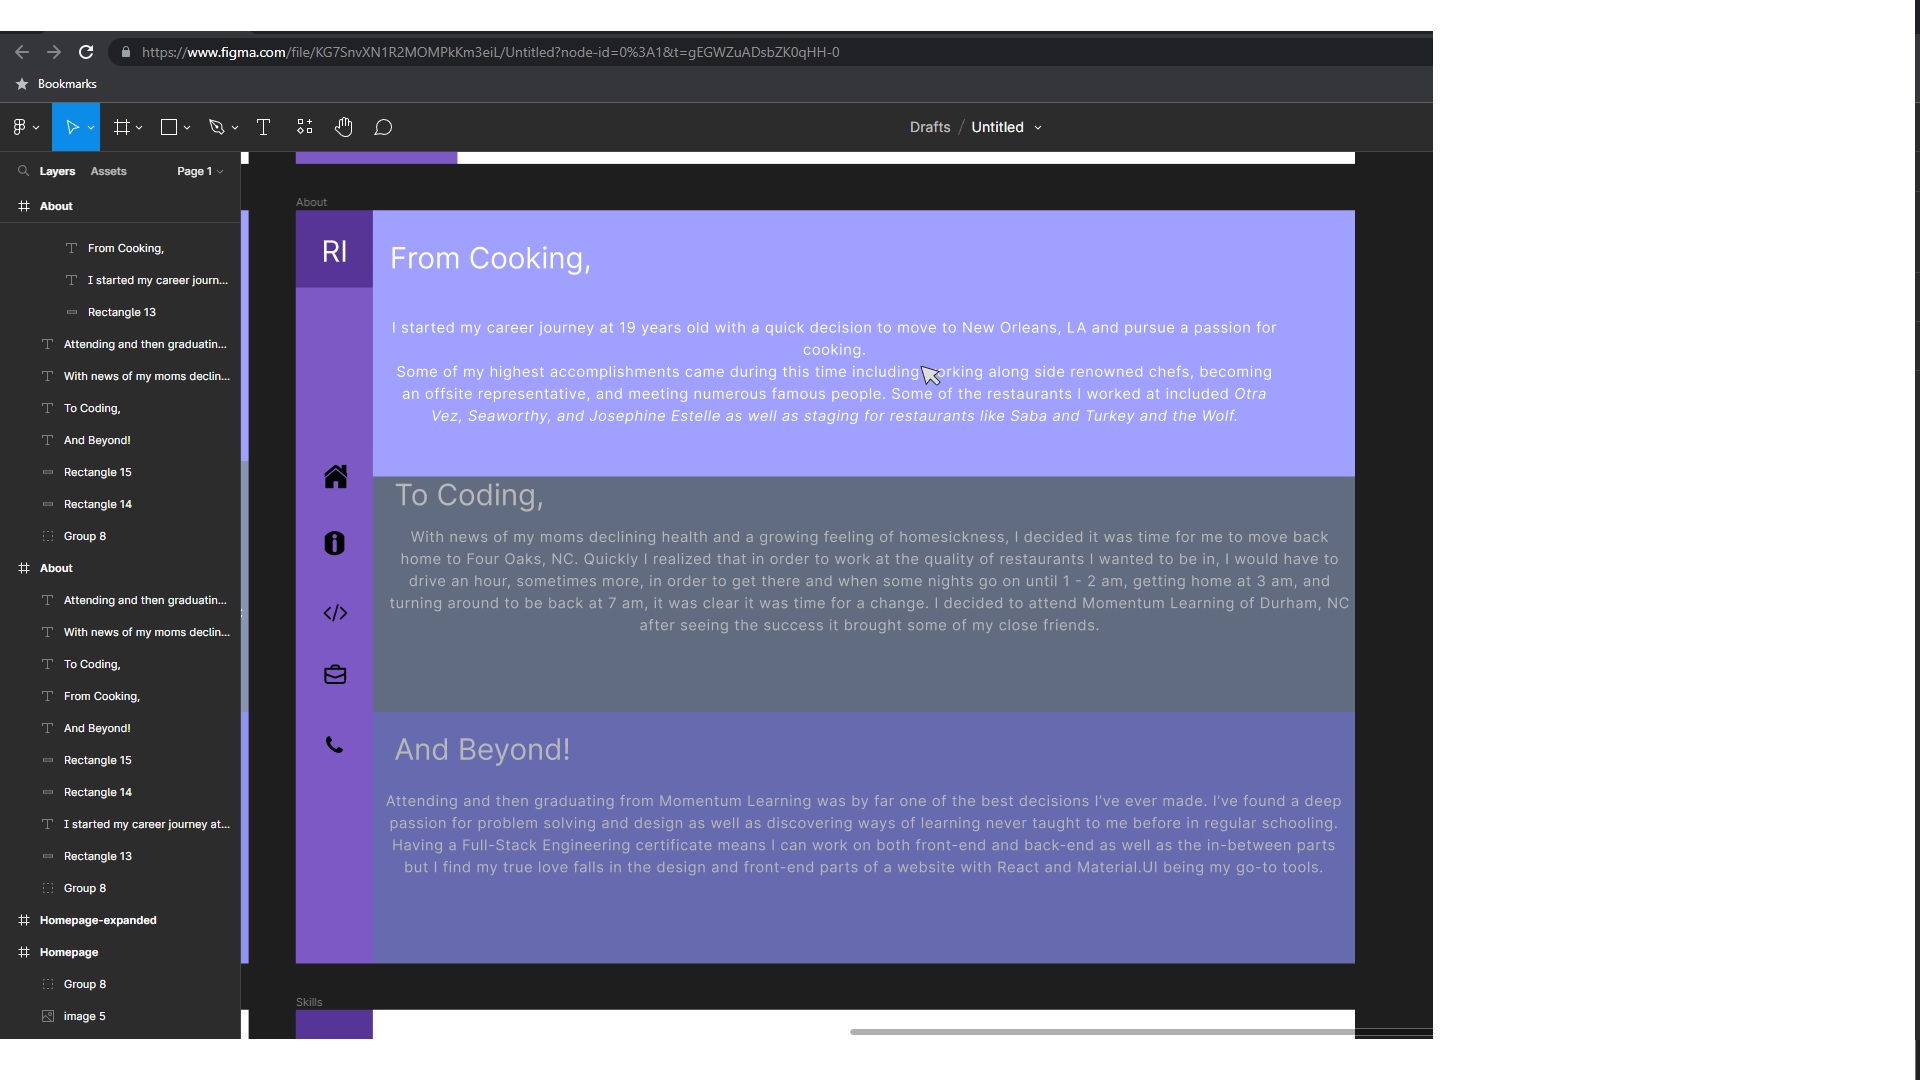 https://www.figma.com/file/KG7SnvXN1R2MOMPkKm3eiL/Untitled?node-id=0%3A1&t=gEGWZuADsbZK0qHH-0
Bookmarks
Drafts / Untitled
Layers Assets Page 1
About
From Cooking,
I started my career journ...
Rectangle 13
Attending and then graduatin...
With news of my moms declin...
To Coding,
And Beyond!
Rectangle 15
Rectangle 14
Group 8
About
Attending and then graduatin...
With news of my moms declin...
To Coding,
From Cooking,
And Beyond!
Rectangle 15
Rectangle 14
I started my career journey at...
Rectangle 13
Group 8
Homepage-expanded
Homepage
Group 8
image 5
About
RI
From Cooking,
I started my career journey at 19 years old with a quick decision to move to New Orleans, LA and pursue a passion for
cooking.
Some of my highest accomplishments came during this time including along side renowned chefs, becoming
an offsite representative, and meeting numerous famous people. Some of the restaurants I worked at included Otra
Vez, Seaworthy, and Josephine Estelle as well as staging for restaurants like Saba and Turkey and the Wolf.
To Coding,
With news of my moms declining health and a growing feeling of homesickness, I decided it was time for me to move back
home to Four Oaks, NC. Quickly I realized that in order to work at the quality of restaurants I wanted to be in, I would have to
drive an hour, sometimes more, in order to get there and when some nights go on until 1 - 2 am, getting home at 3 am, and
turning around to be back at 7 am, it was clear it was time for a change. I decided to attend Momentum Learning of Durham, NC
after seeing the success it brought some of my close friends.
And Beyond!
Attending and then graduating from Momentum Learning was by far one of the best decisions I've ever made. I've found a deep
passion for problem solving and design as well as discovering ways of learning never taught to me before in regular schooling.
Having a Full-Stack Engineering certificate means I can work on both front-end and back-end as well as the in-between parts
but I find my true love falls in the design and front-end parts of a website with React and Material.UI being my go-to tools.
Skills